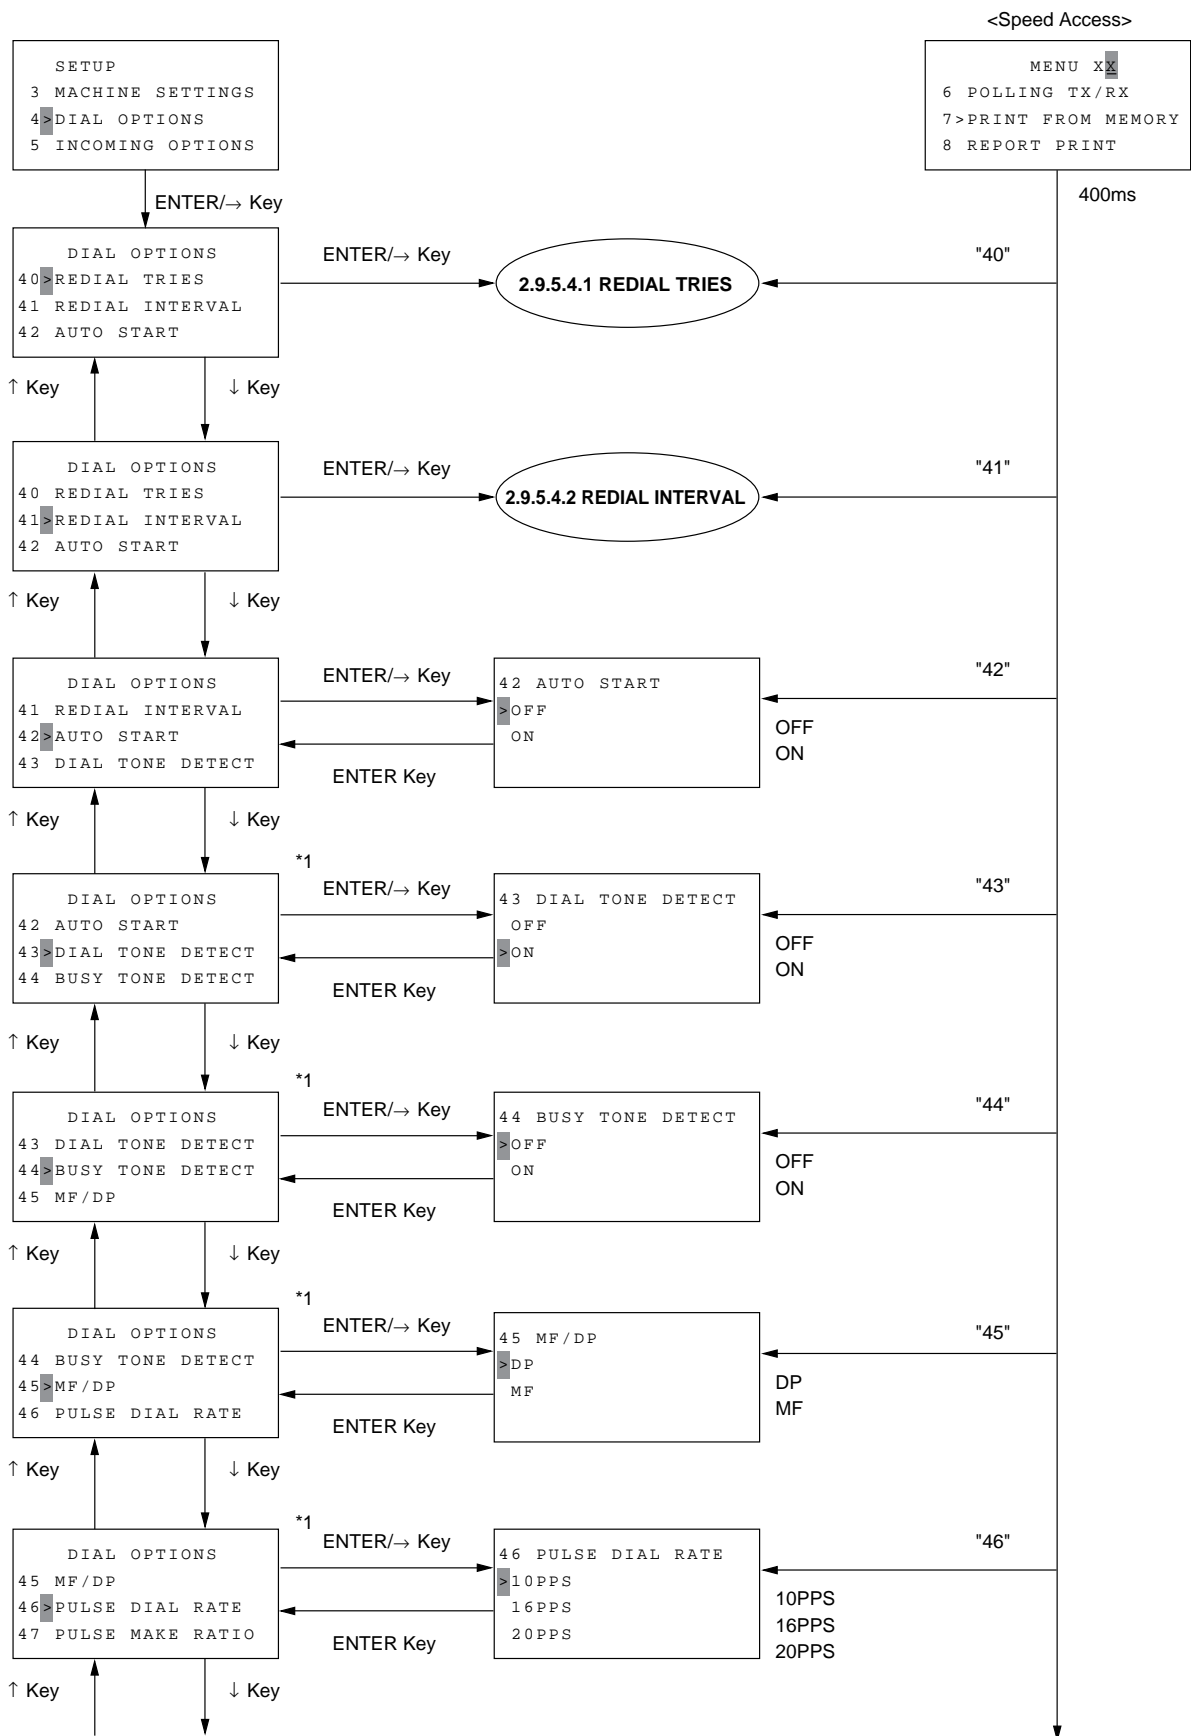 <Speed Access>
SETUP
3 MACHINE SETTINGS
4>DIAL OPTIONS
5 INCOMING OPTIONS
MENU XX
6 POLLING TX/RX
7>PRINT FROM MEMORY
8 REPORT PRINT
ENTER/→ Key
400ms
DIAL OPTIONS
40>REDIAL TRIES
41 REDIAL INTERVAL
42 AUTO START
ENTER/→ Key
2.9.5.4.1 REDIAL TRIES
"40"
↑ Key
↓ Key
DIAL OPTIONS
40 REDIAL TRIES
41>REDIAL INTERVAL
42 AUTO START
ENTER/→ Key
2.9.5.4.2 REDIAL INTERVAL
"41"
↑ Key
↓ Key
DIAL OPTIONS
41 REDIAL INTERVAL
42>AUTO START
43 DIAL TONE DETECT
ENTER/→ Key
ENTER Key
42 AUTO START
>OFF
ON
"42"
OFF
ON
↑ Key
↓ Key
DIAL OPTIONS
42 AUTO START
43>DIAL TONE DETECT
44 BUSY TONE DETECT
*1
ENTER/→ Key
ENTER Key
43 DIAL TONE DETECT
OFF
>ON
"43"
OFF
ON
↑ Key
↓ Key
DIAL OPTIONS
43 DIAL TONE DETECT
44>BUSY TONE DETECT
45 MF/DP
*1
ENTER/→ Key
ENTER Key
44 BUSY TONE DETECT
>OFF
ON
"44"
OFF
ON
↑ Key
↓ Key
DIAL OPTIONS
44 BUSY TONE DETECT
45>MF/DP
46 PULSE DIAL RATE
*1
ENTER/→ Key
ENTER Key
45 MF/DP
>DP
MF
"45"
DP
MF
↑ Key
↓ Key
DIAL OPTIONS
45 MF/DP
46>PULSE DIAL RATE
47 PULSE MAKE RATIO
*1
ENTER/→ Key
ENTER Key
46 PULSE DIAL RATE
>10PPS
16PPS
20PPS
"46"
10PPS
16PPS
20PPS
↑ Key
↓ Key